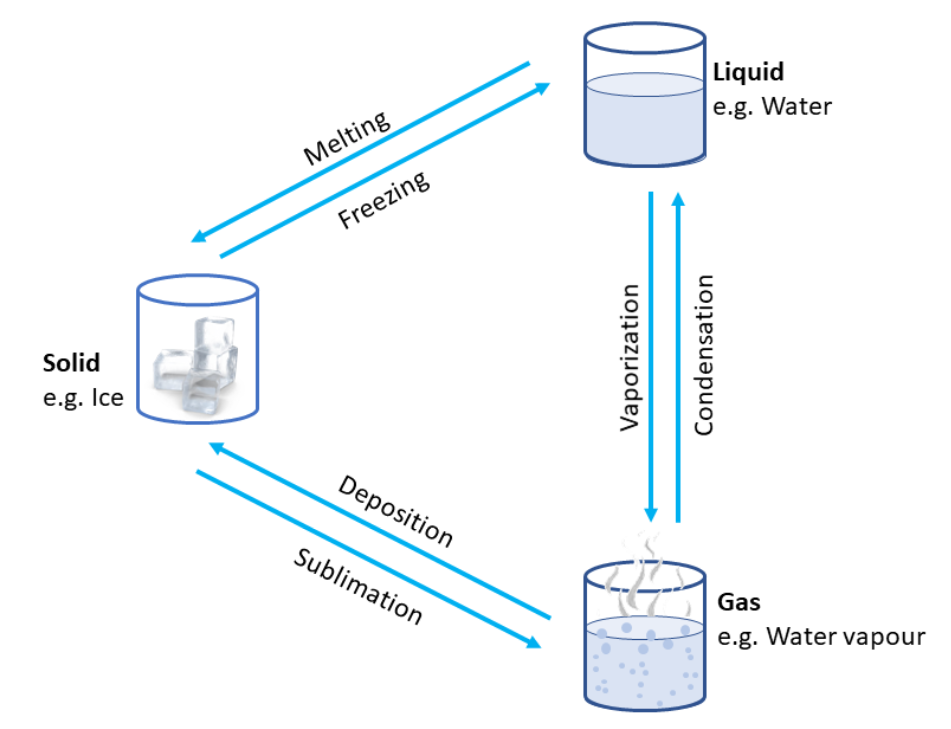 Liquid
e.g. Water
Melting
Freezing
Solid
e.g. Ice
Vaporization
Condensation
Deposition
Sublimation
Gas
e.g. Water vapour